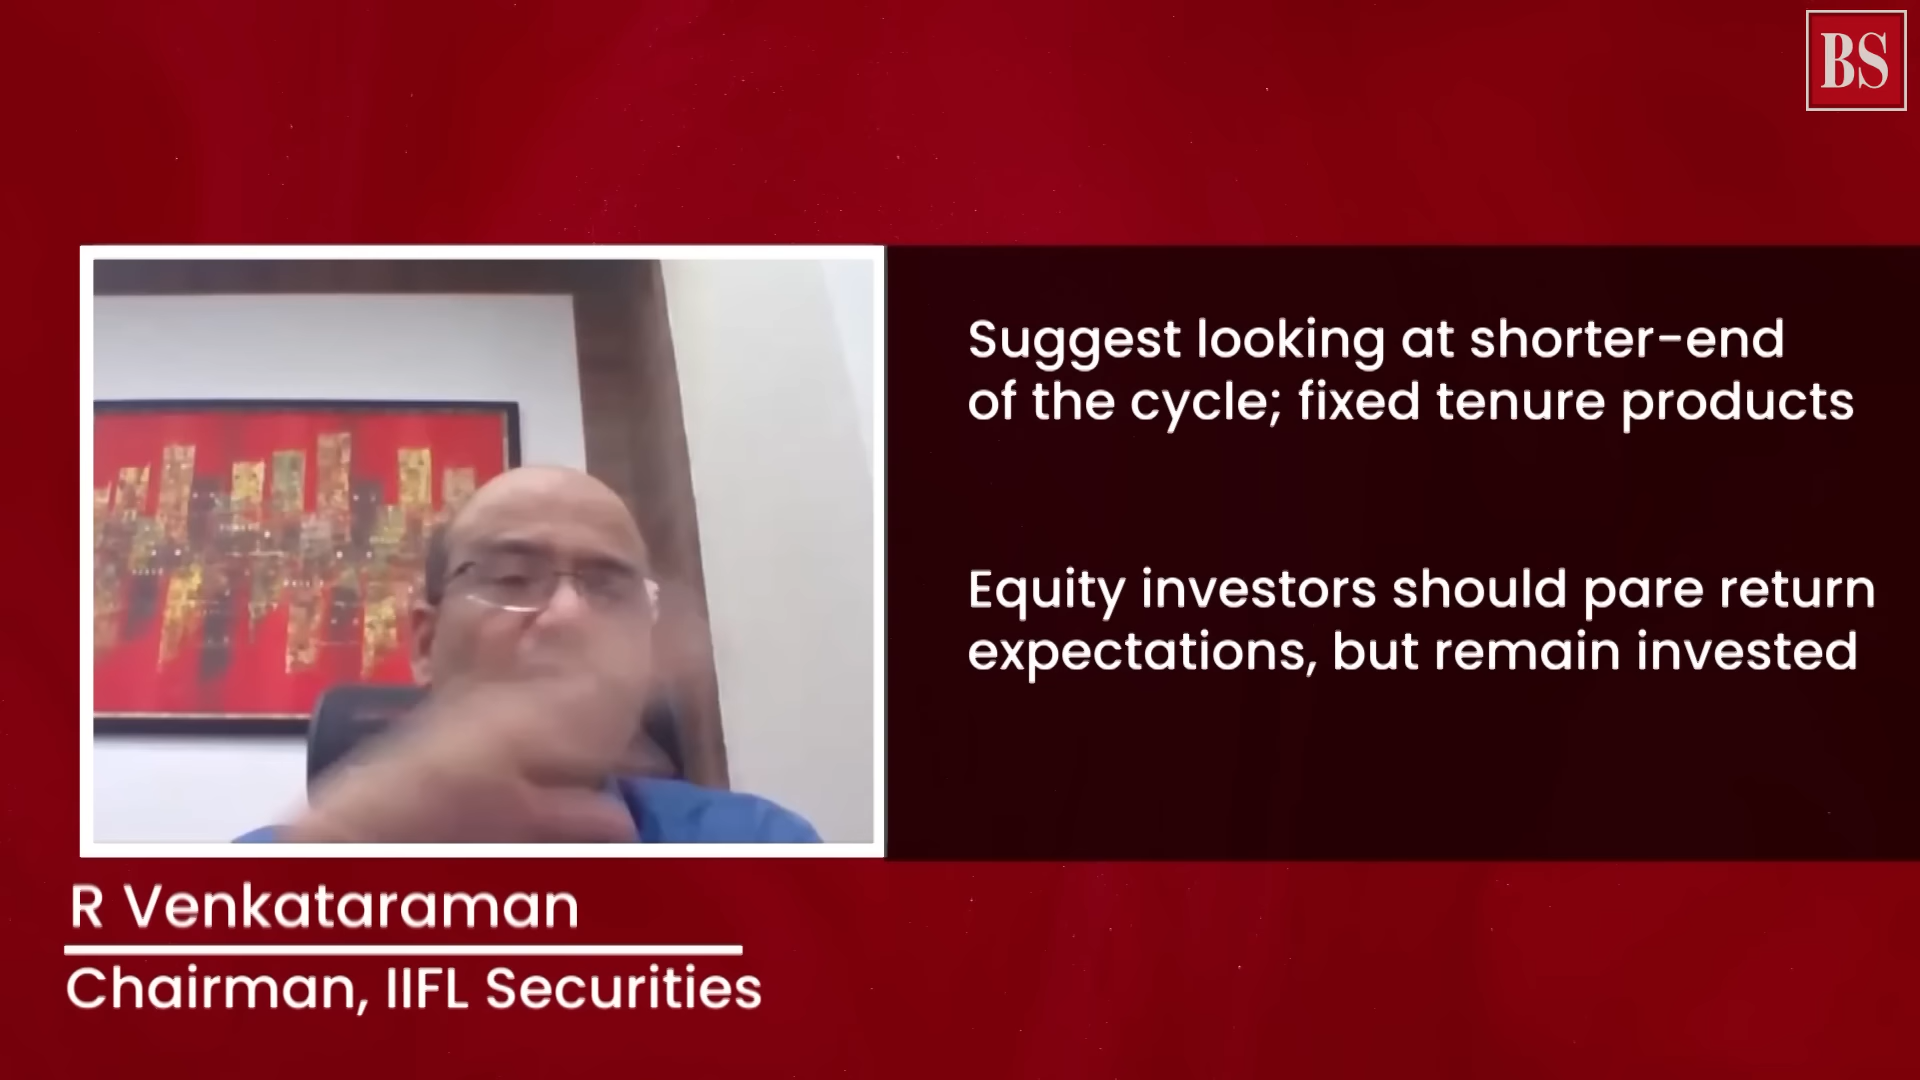 BS
Suggest looking at shorter-end
of the cycle; fixed tenure products
Equity investors should pare return
expectations, but remain invested
R Venkataraman
Chairman, IIFL Securities